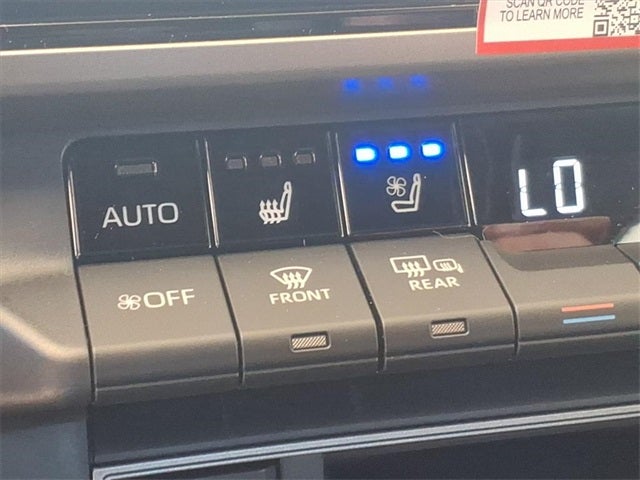 SCAN QR CODE
TO LEARN MORE
AUTO
LO
OFF
FRONT
REAR